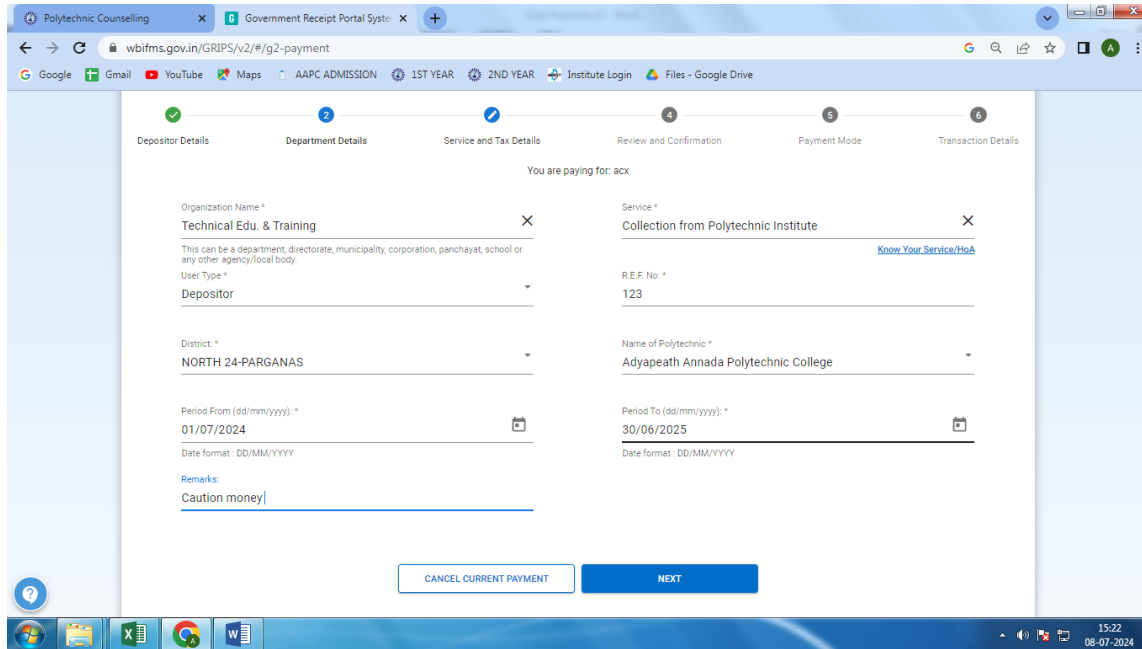 Polytechnic Counselling
Government Receipt Portal Syste
wbifms.gov.in/GRIPS/v2/#/g2-payment
A
Google Gmail YouTube Maps AAPC ADMISSION 1ST YEAR 2ND YEAR Institute Login Files - Google Drive
2 4 5 6
Depositor Details Department Details Service and Tax Details Review and Confirmation Payment Mode Transaction Details
You are paying for: acx
Organization Name * Service *
Technical Edu. & Training Collection from Polytechnic Institute
This can be a department, directorate, municipality, corporation, panchayat, school or
any other agency/local body.
Know Your Service/HoA
User Type * R.E.F. No: *
Depositor 123
District: * Name of Polytechnic *
NORTH 24-PARGANAS Adyapeath Annada Polytechnic College
Period From (dd/mm/yyyy): * Period To (dd/mm/yyyy): *
01/07/2024 30/06/2025
Date format : DD/MM/YYYY Date format : DD/MM/YYYY
Remarks:
Caution money
CANCEL CURRENT PAYMENT NEXT
15:22
08-07-2024